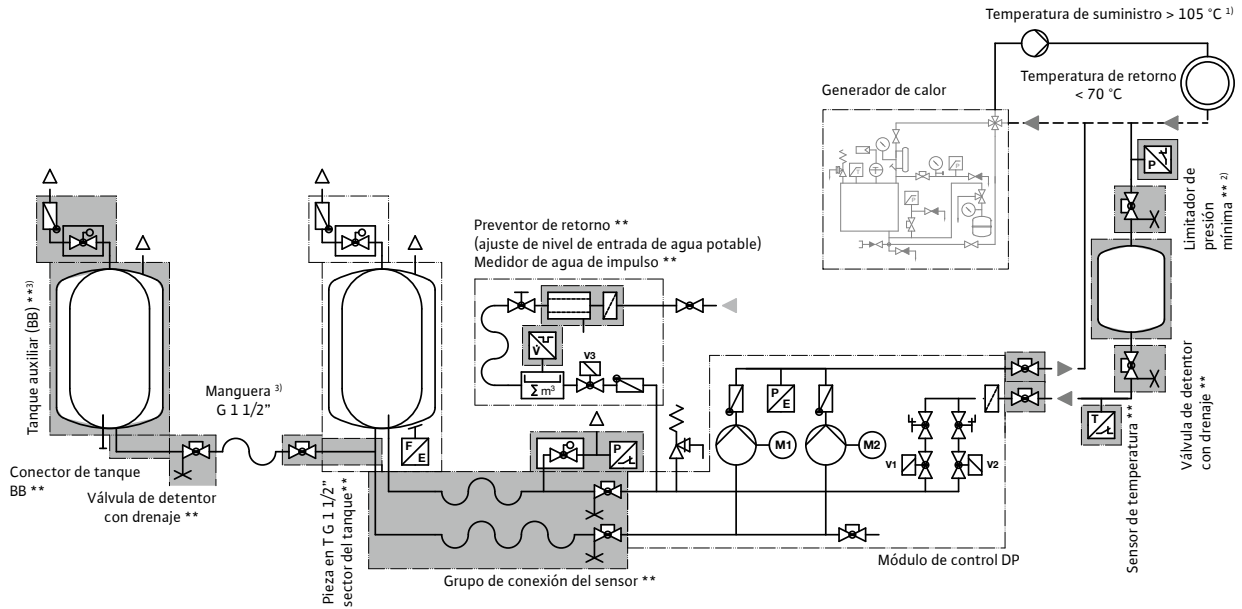 Temperatura de suministro > 105 °C 1)
Temperatura de retorno
< 70 °C
Generador de calor
P
Limitador de
presión
mínima ** 2)
Preventor de retorno **
(ajuste de nivel de entrada de agua potable)
Medidor de agua de impulso **
V̇
V3
∑ m³
Tanque auxiliar (BB) **3)
Manguera 3)
G 1 1/2”
F
E
P
P
E
M1
M2
V1
V2
T
Conector de tanque
BB **
Válvula de detentor
con drenaje **
Pieza en T G 1 1/2”
sector del tanque**
Grupo de conexión del sensor **
Módulo de control DP
Sensor de temperatura **
Válvula de detentor
con drenaje **